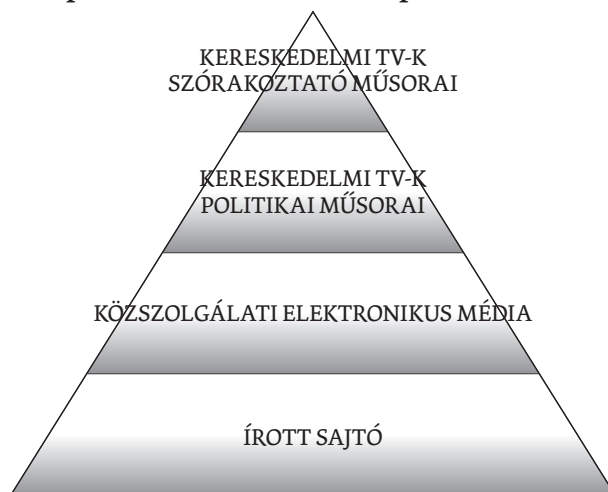 KERESKEDELMI TV-K
SZÓRAKOZTATÓ MŰSORAI
KERESKEDELMI TV-K
POLITIKAI MŰSORAI
KÖZSZOLGÁLATI ELEKTRONIKUS MÉDIA
ÍROTT SAJTÓ